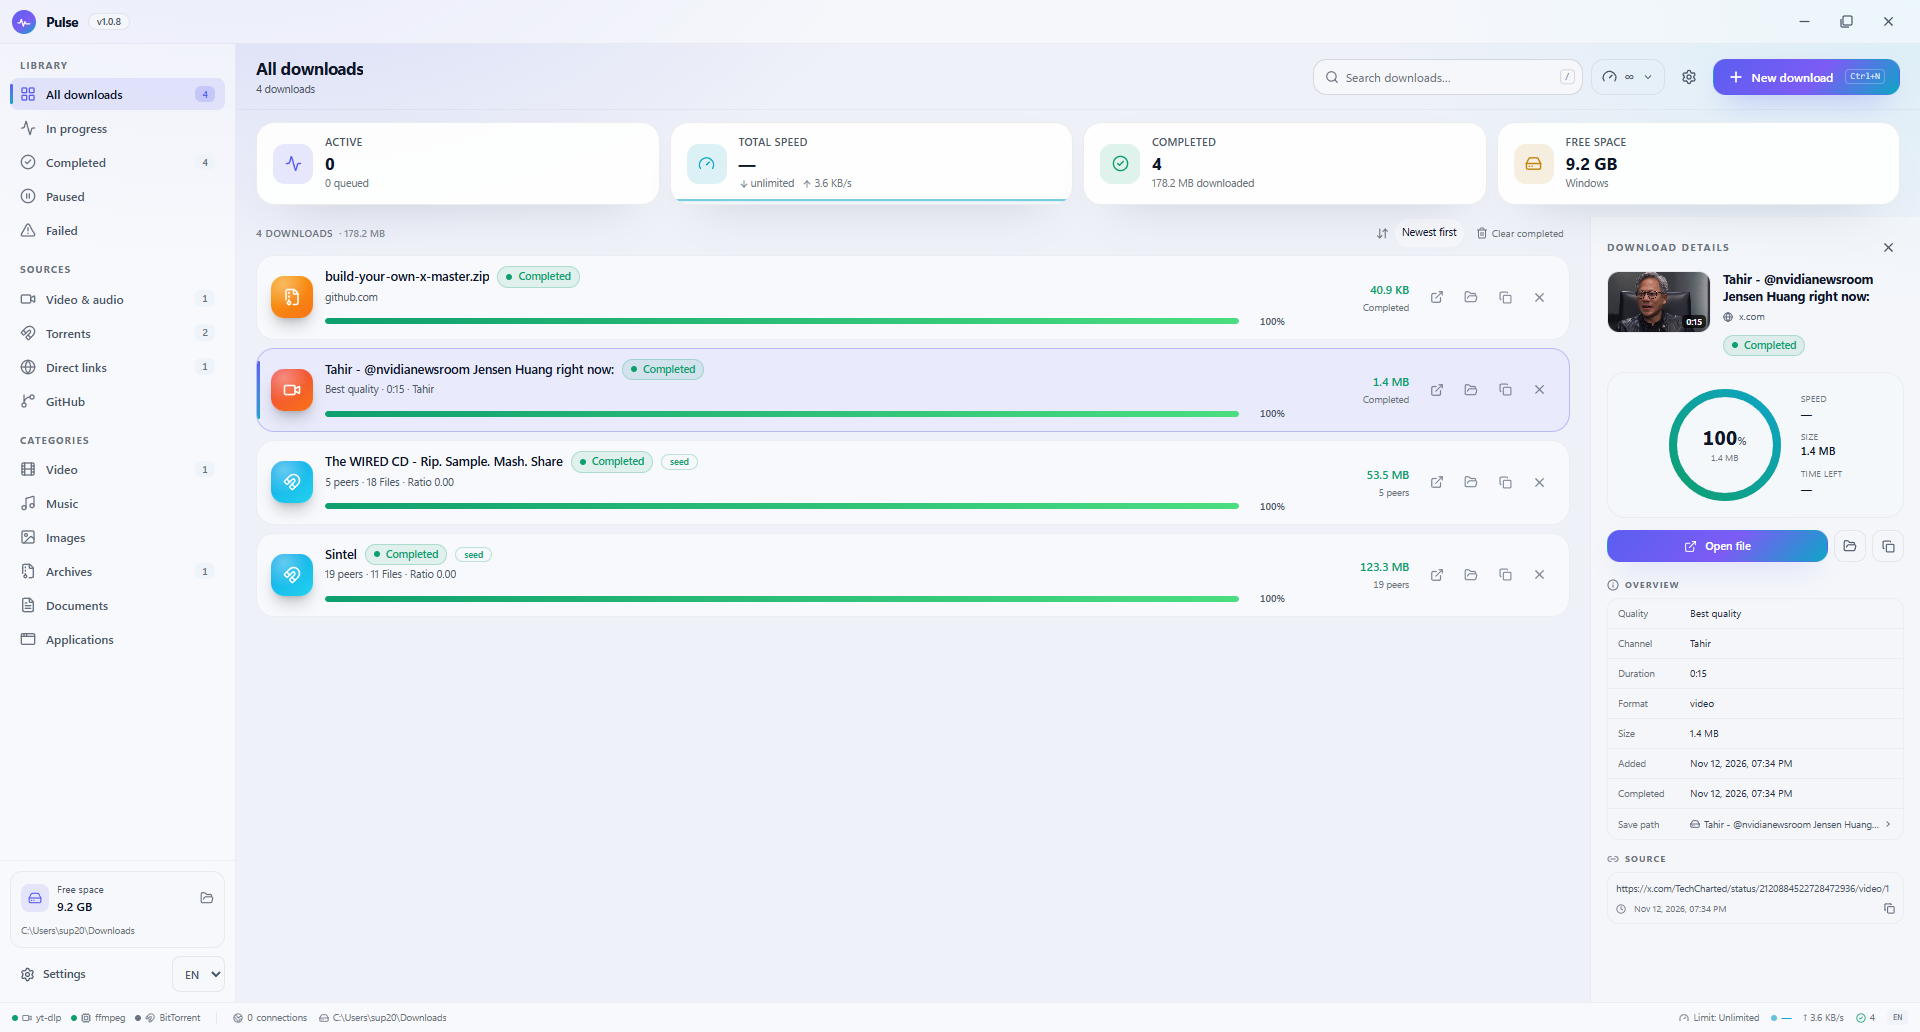 Pulse v1.0.8
LIBRARY
All downloads 4
In progress
Completed 4
Paused
Failed
SOURCES
Video & audio 1
Torrents 2
Direct links 1
GitHub
CATEGORIES
Video 1
Music
Images
Archives 1
Documents
Applications
Free space
9.2 GB
C:\Users\sup20\Downloads
Settings EN
All downloads
4 downloads
Search downloads... /
∞
New download Ctrl+N
ACTIVE
0
0 queued
TOTAL SPEED
—
↓ unlimited ↑ 3.6 KB/s
COMPLETED
4
178.2 MB downloaded
FREE SPACE
9.2 GB
Windows
4 DOWNLOADS · 178.2 MB
Newest first
Clear completed
build-your-own-x-master.zip Completed
github.com
100%
40.9 KB
Completed
Tahir - @nvidianewsroom Jensen Huang right now: Completed
Best quality · 0:15 · Tahir
100%
1.4 MB
Completed
The WIRED CD - Rip. Sample. Mash. Share Completed seed
5 peers · 18 Files · Ratio 0.00
100%
53.5 MB
5 peers
Sintel Completed seed
19 peers · 11 Files · Ratio 0.00
100%
123.3 MB
19 peers
DOWNLOAD DETAILS
0:15
Tahir - @nvidianewsroom
Jensen Huang right now:
x.com
Completed
100%
1.4 MB
SPEED
—
SIZE
1.4 MB
TIME LEFT
—
Open file
OVERVIEW
Quality Best quality
Channel Tahir
Duration 0:15
Format video
Size 1.4 MB
Added Nov 12, 2026, 07:34 PM
Completed Nov 12, 2026, 07:34 PM
Save path Tahir - @nvidianewsroom Jensen Huang...
SOURCE
https://x.com/TechCharted/status/2120884522728472936/video/1
Nov 12, 2026, 07:34 PM
yt-dlp ffmpeg BitTorrent 0 connections C:\Users\sup20\Downloads
Limit: Unlimited — ↑ 3.6 KB/s 4 EN